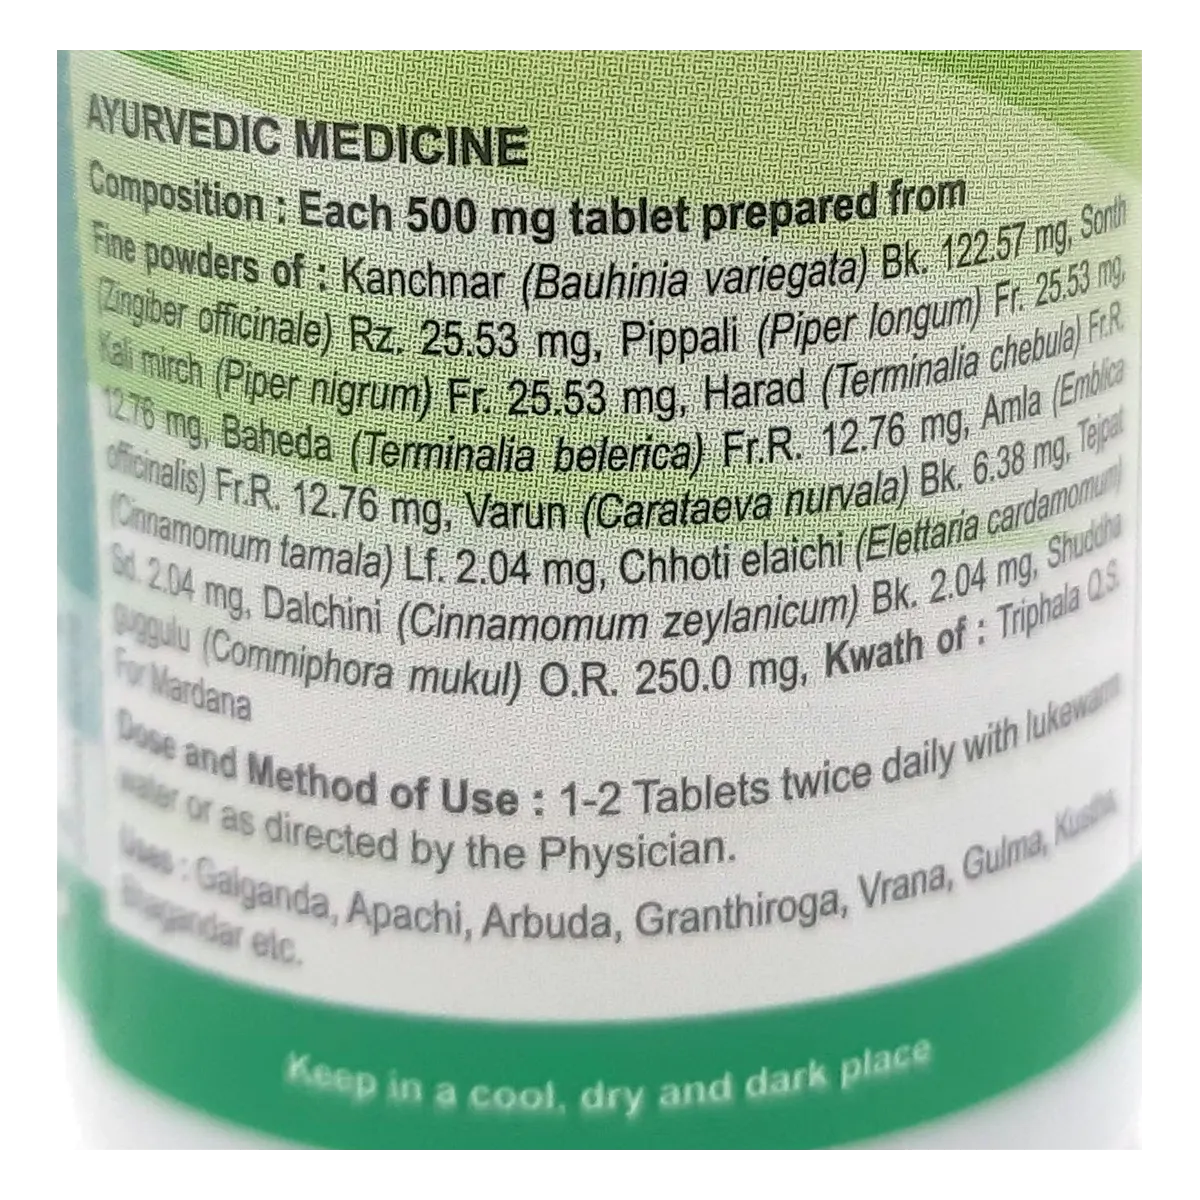 AYURVEDIC MEDICINE
Composition : Each 500 mg tablet prepared from
Fine powders of : Kanchnar (Bauhinia variegata) Bk. 122.57 mg, Sonth
(Zingiber officinale) Rz. 25.53 mg, Pippali (Piper longum) Fr. 25.53 mg,
Kali mirch (Piper nigrum) Fr. 25.53 mg, Harad (Terminalia chebula) Fr.R.
12.76 mg, Baheda (Terminalia belerica) Fr.R. 12.76 mg, Amla (Emblica
officinalis) Fr.R. 12.76 mg, Varun (Carataeva nurvala) Bk. 6.38 mg, Tejpat
(Cinnamomum tamala) Lf. 2.04 mg, Chhoti elaichi (Elettaria cardamomum)
Sd. 2.04 mg, Dalchini (Cinnamomum zeylanicum) Bk. 2.04 mg, Shuddha
guggulu (Commiphora mukul) O.R. 250.0 mg, Kwath of : Triphala Q.S.
For Mardana
Dose and Method of Use : 1-2 Tablets twice daily with lukewarm
water or as directed by the Physician.
Uses : Galganda, Apachi, Arbuda, Granthiroga, Vrana, Gulma, Kustha,
Bhagandar etc.
Keep in a cool, dry and dark place